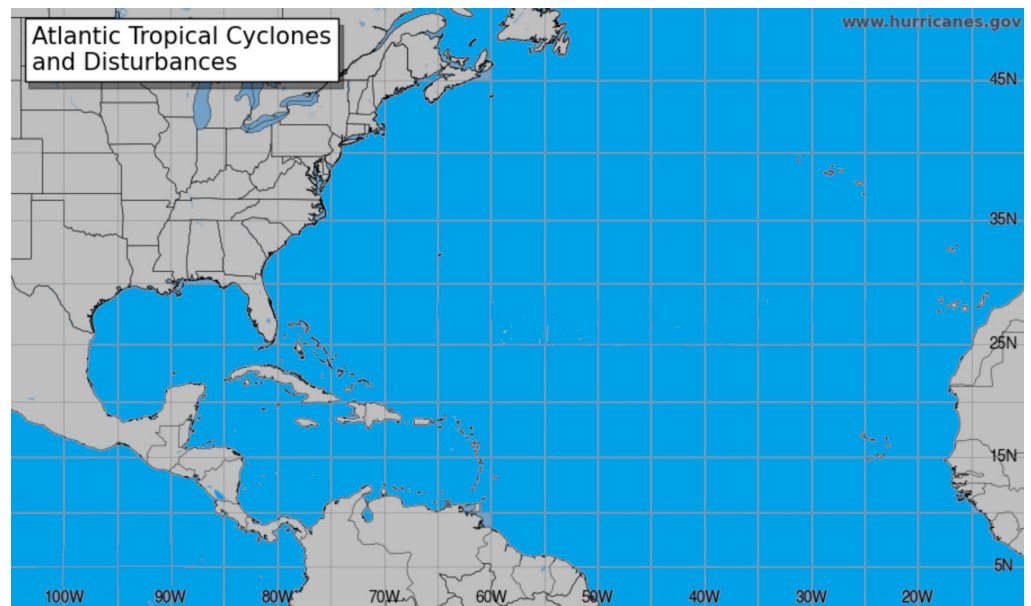 www.hurricanes.gov
Atlantic Tropical Cyclones
and Disturbances
45N
35N
25N
15N
5N
100W 90W 80W 70W 60W 50W 40W 30W 20W